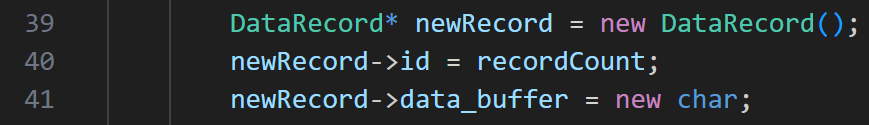 39 DataRecord* newRecord = new DataRecord();
40 newRecord->id = recordCount;
41 newRecord->data_buffer = new char;